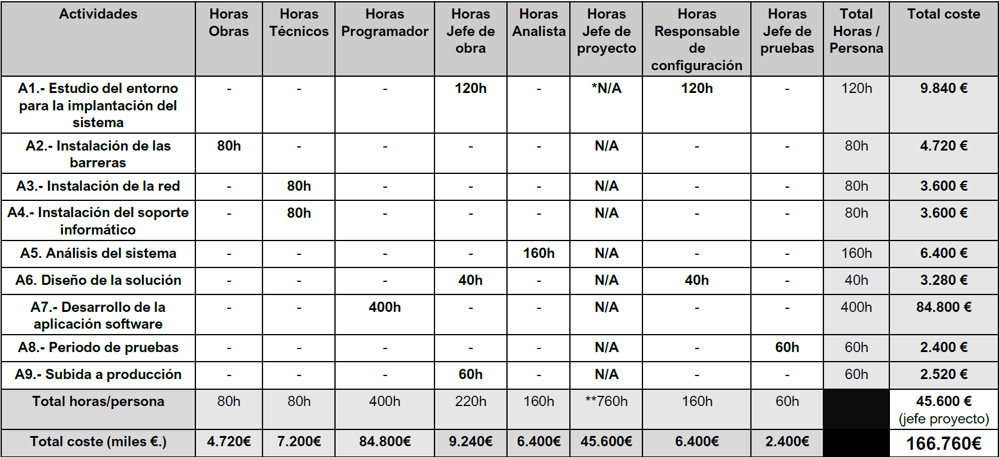 Actividades | Horas Obras | Horas Técnicos | Horas Programador | Horas Jefe de obra | Horas Analista | Horas Jefe de proyecto | Horas Responsable de configuración | Horas Jefe de pruebas | Total Horas / Persona | Total coste
A1.- Estudio del entorno para la implantación del sistema | - | - | - | 120h | - | *N/A | 120h | - | 120h | 9.840 €
A2.- Instalación de las barreras | 80h | - | - | - | - | N/A | - | - | 80h | 4.720 €
A3.- Instalación de la red | - | 80h | - | - | - | N/A | - | - | 80h | 3.600 €
A4.- Instalación del soporte informático | - | 80h | - | - | - | N/A | - | - | 80h | 3.600 €
A5. Análisis del sistema | - | - | - | - | 160h | N/A | - | - | 160h | 6.400 €
A6. Diseño de la solución | - | - | - | 40h | - | N/A | 40h | - | 40h | 3.280 €
A7.- Desarrollo de la aplicación software | - | - | 400h | - | - | N/A | - | - | 400h | 84.800 €
A8.- Periodo de pruebas | - | - | - | - | - | N/A | - | 60h | 60h | 2.400 €
A9.- Subida a producción | - | - | - | 60h | - | N/A | - | - | 60h | 2.520 €
Total horas/persona | 80h | 80h | 400h | 220h | 160h | **760h | 160h | 60h | | 45.600 € (jefe proyecto)
Total coste (miles €.) | 4.720€ | 7.200€ | 84.800€ | 9.240€ | 6.400€ | 45.600€ | 6.400€ | 2.400€ | | 166.760€